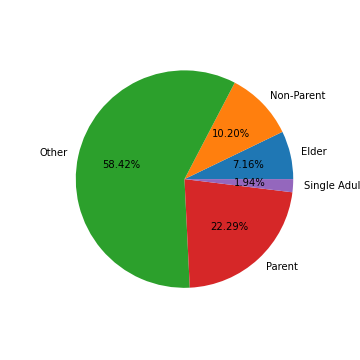 Non-Parent
10.20%
Other
58.42%
Elder
7.16%
Single Adul
1.94%
22.29%
Parent